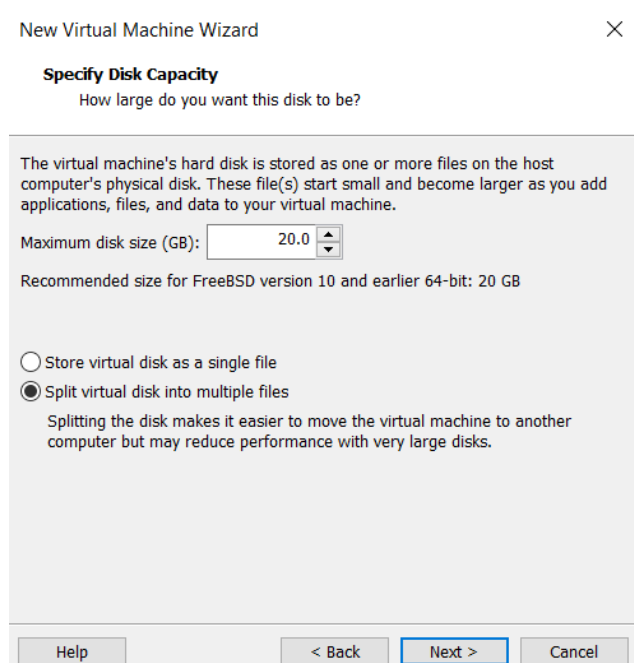 New Virtual Machine Wizard
Specify Disk Capacity
How large do you want this disk to be?
The virtual machine's hard disk is stored as one or more files on the host
computer's physical disk. These file(s) start small and become larger as you add
applications, files, and data to your virtual machine.
Maximum disk size (GB): 20.0
Recommended size for FreeBSD version 10 and earlier 64-bit: 20 GB
Store virtual disk as a single file
Split virtual disk into multiple files
Splitting the disk makes it easier to move the virtual machine to another
computer but may reduce performance with very large disks.
Help < Back Next > Cancel